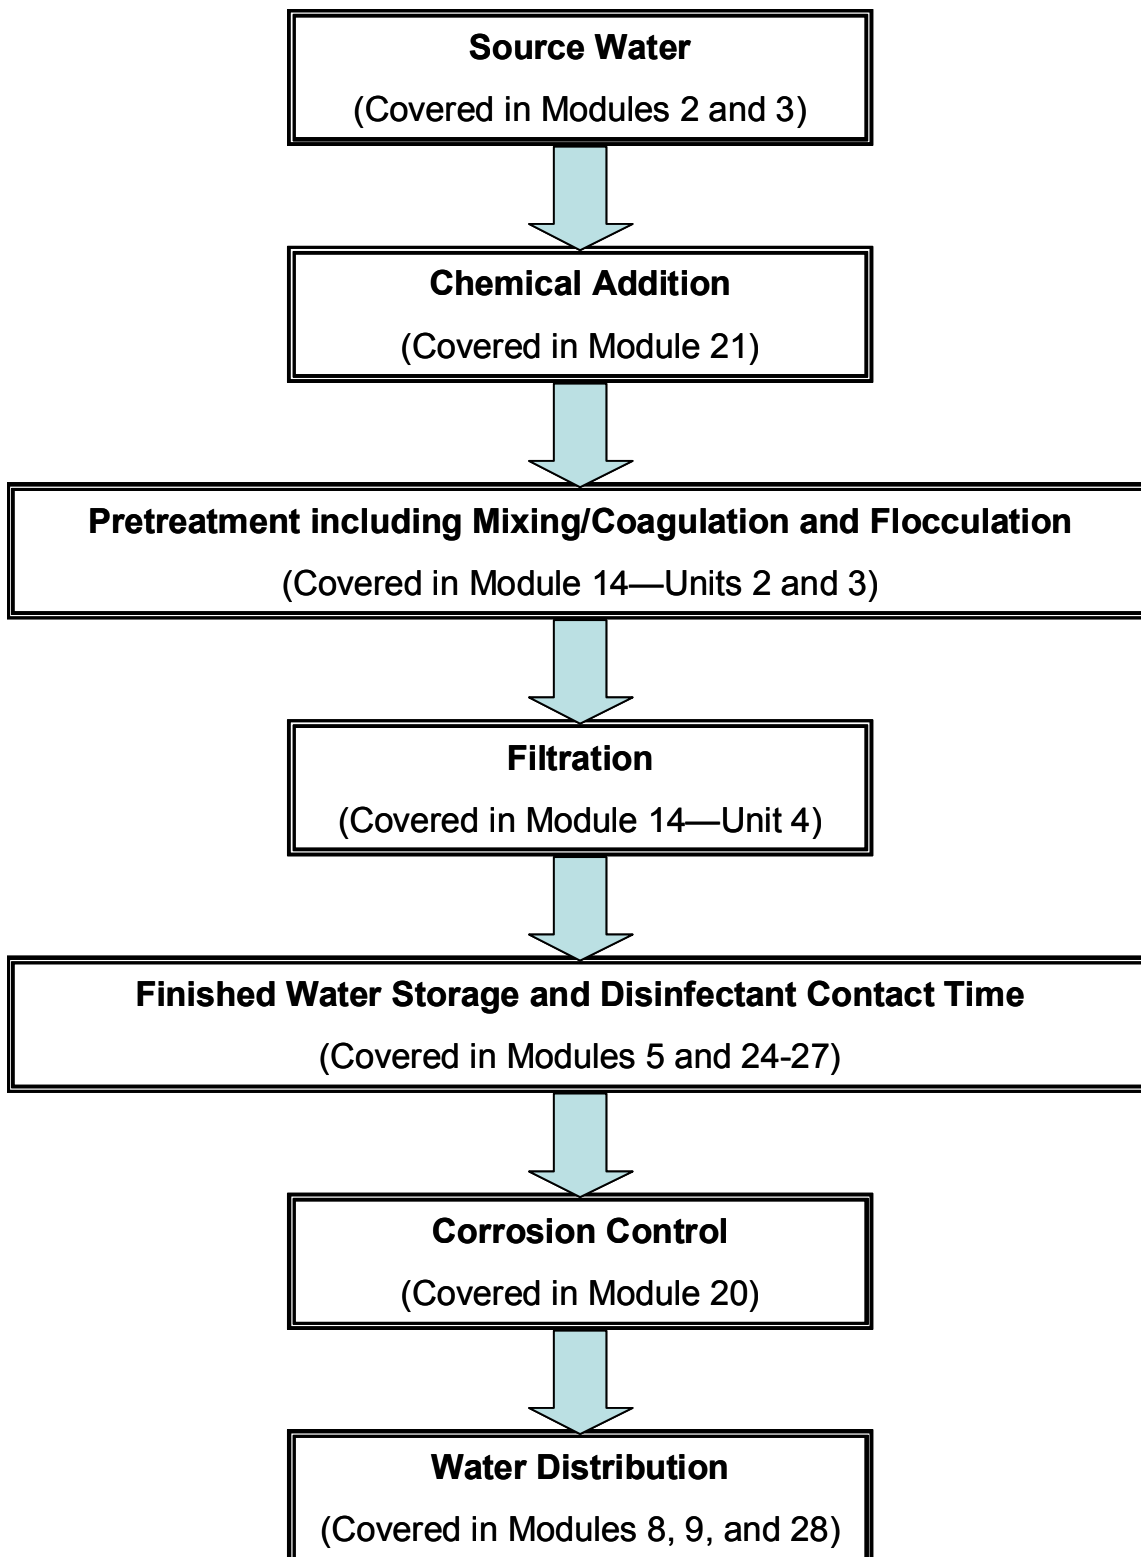 Source Water
(Covered in Modules 2 and 3)
Chemical Addition
(Covered in Module 21)
Pretreatment including Mixing/Coagulation and Flocculation
(Covered in Module 14—Units 2 and 3)
Filtration
(Covered in Module 14—Unit 4)
Finished Water Storage and Disinfectant Contact Time
(Covered in Modules 5 and 24-27)
Corrosion Control
(Covered in Module 20)
Water Distribution
(Covered in Modules 8, 9, and 28)